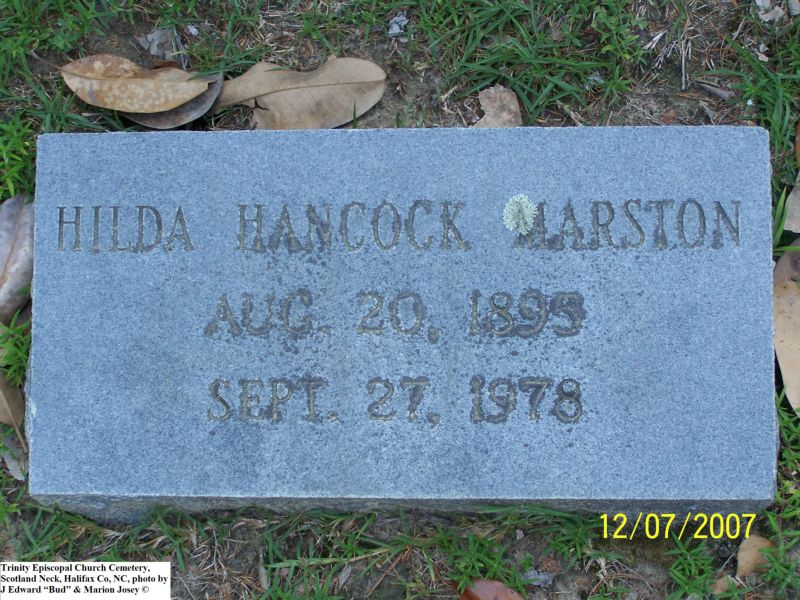 HILDA HANCOCK MARSTON
AUG. 20, 1895
SEPT. 27, 1978
12/07/2007
Trinity Episcopal Church Cemetery,
Scotland Neck, Halifax Co, NC, photo by
J Edward “Bud” & Marion Josey ©